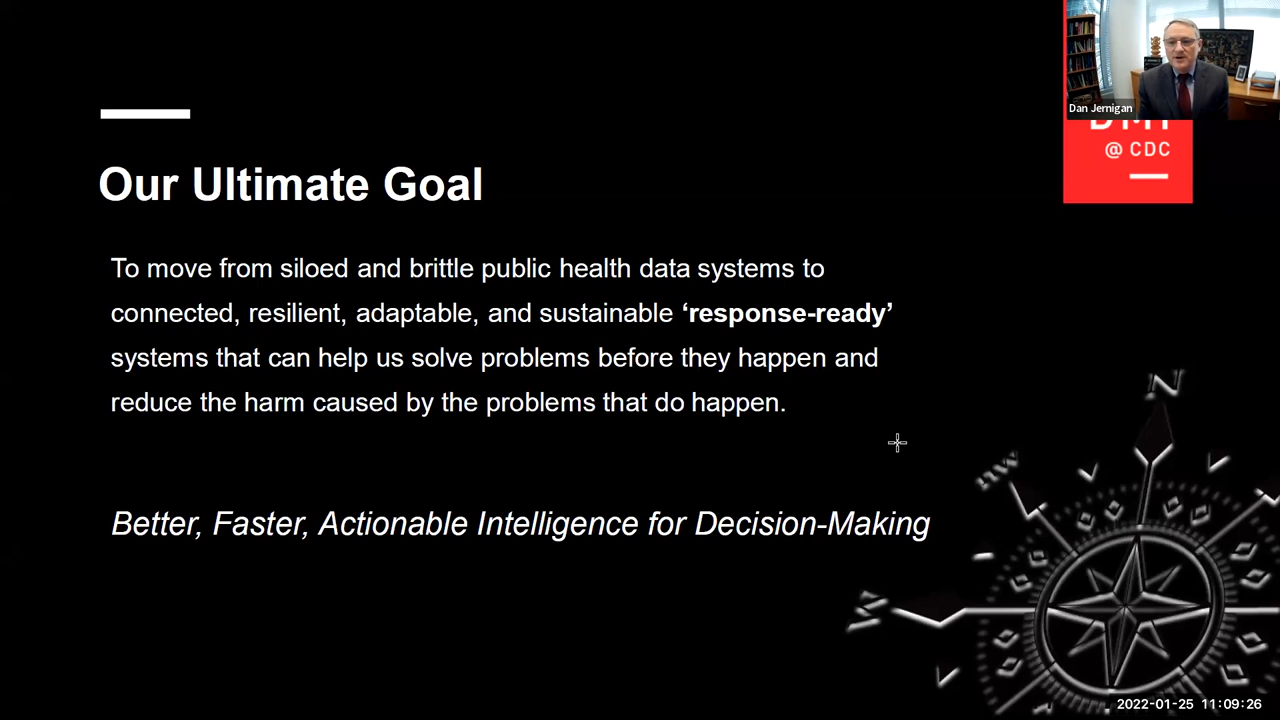 Dan Jernigan
@ CDC
Our Ultimate Goal
To move from siloed and brittle public health data systems to
connected, resilient, adaptable, and sustainable ‘response-ready’
systems that can help us solve problems before they happen and
reduce the harm caused by the problems that do happen.
Better, Faster, Actionable Intelligence for Decision-Making
N
NW
W
2022-01-25 11:09:26